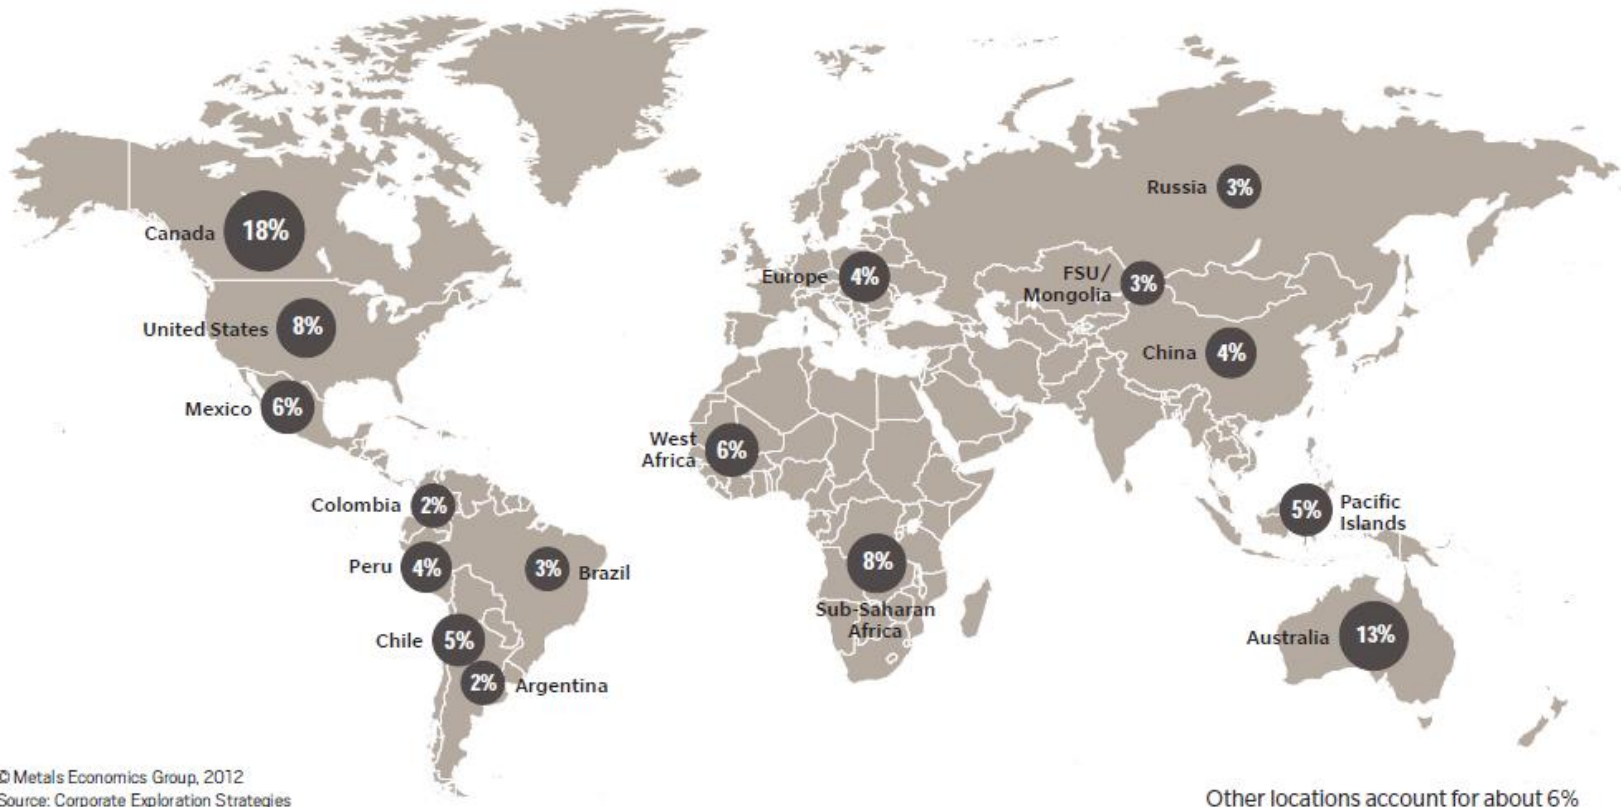 Russia 3%
Canada 18%
Europe 4%
FSU/
Mongolia 3%
United States 8%
China 4%
Mexico 6%
West
Africa 6%
Colombia 2%
5% Pacific
Islands
Peru 4%
3% Brazil
8%
Sub-Saharan
Africa
Chile 5%
Australia 13%
2% Argentina
© Metals Economics Group, 2012
Source: Corporate Exploration Strategies
Other locations account for about 6%